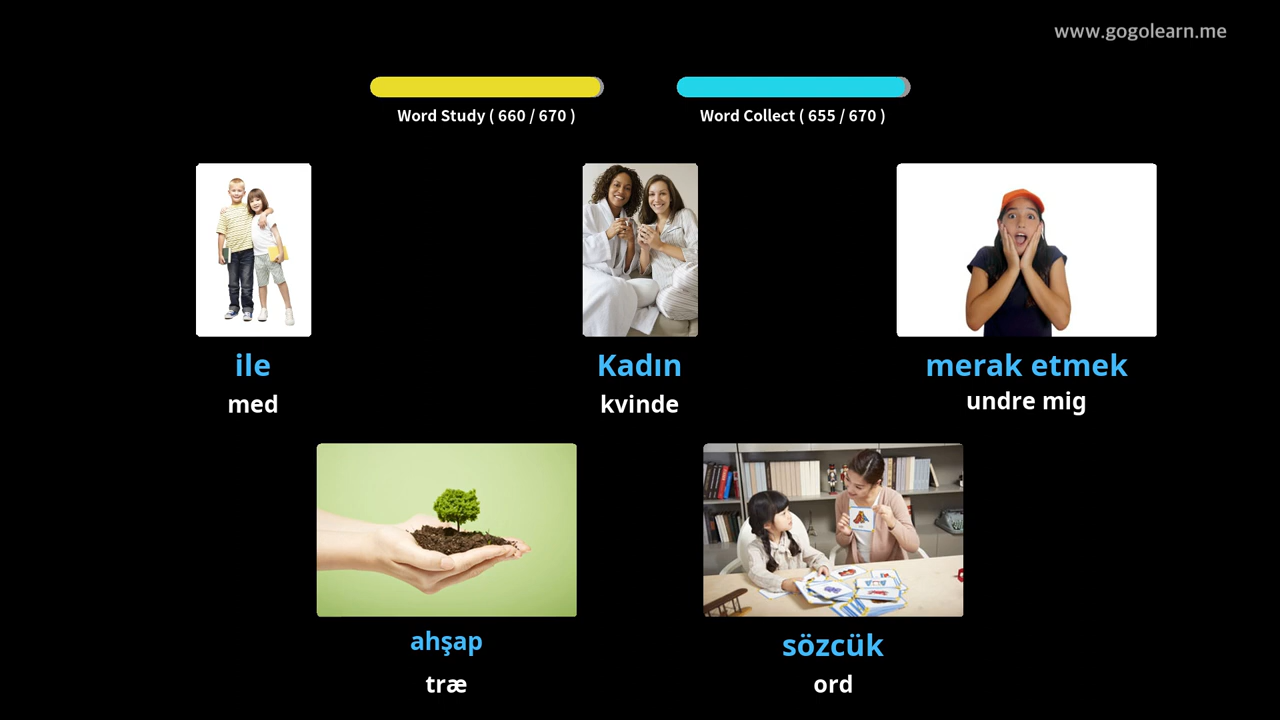 www.gogolearn.me
Word Study ( 660 / 670 )
Word Collect ( 655 / 670 )
ile
med
Kadın
kvinde
merak etmek
undre mig
ahşap
træ
sözcük
ord